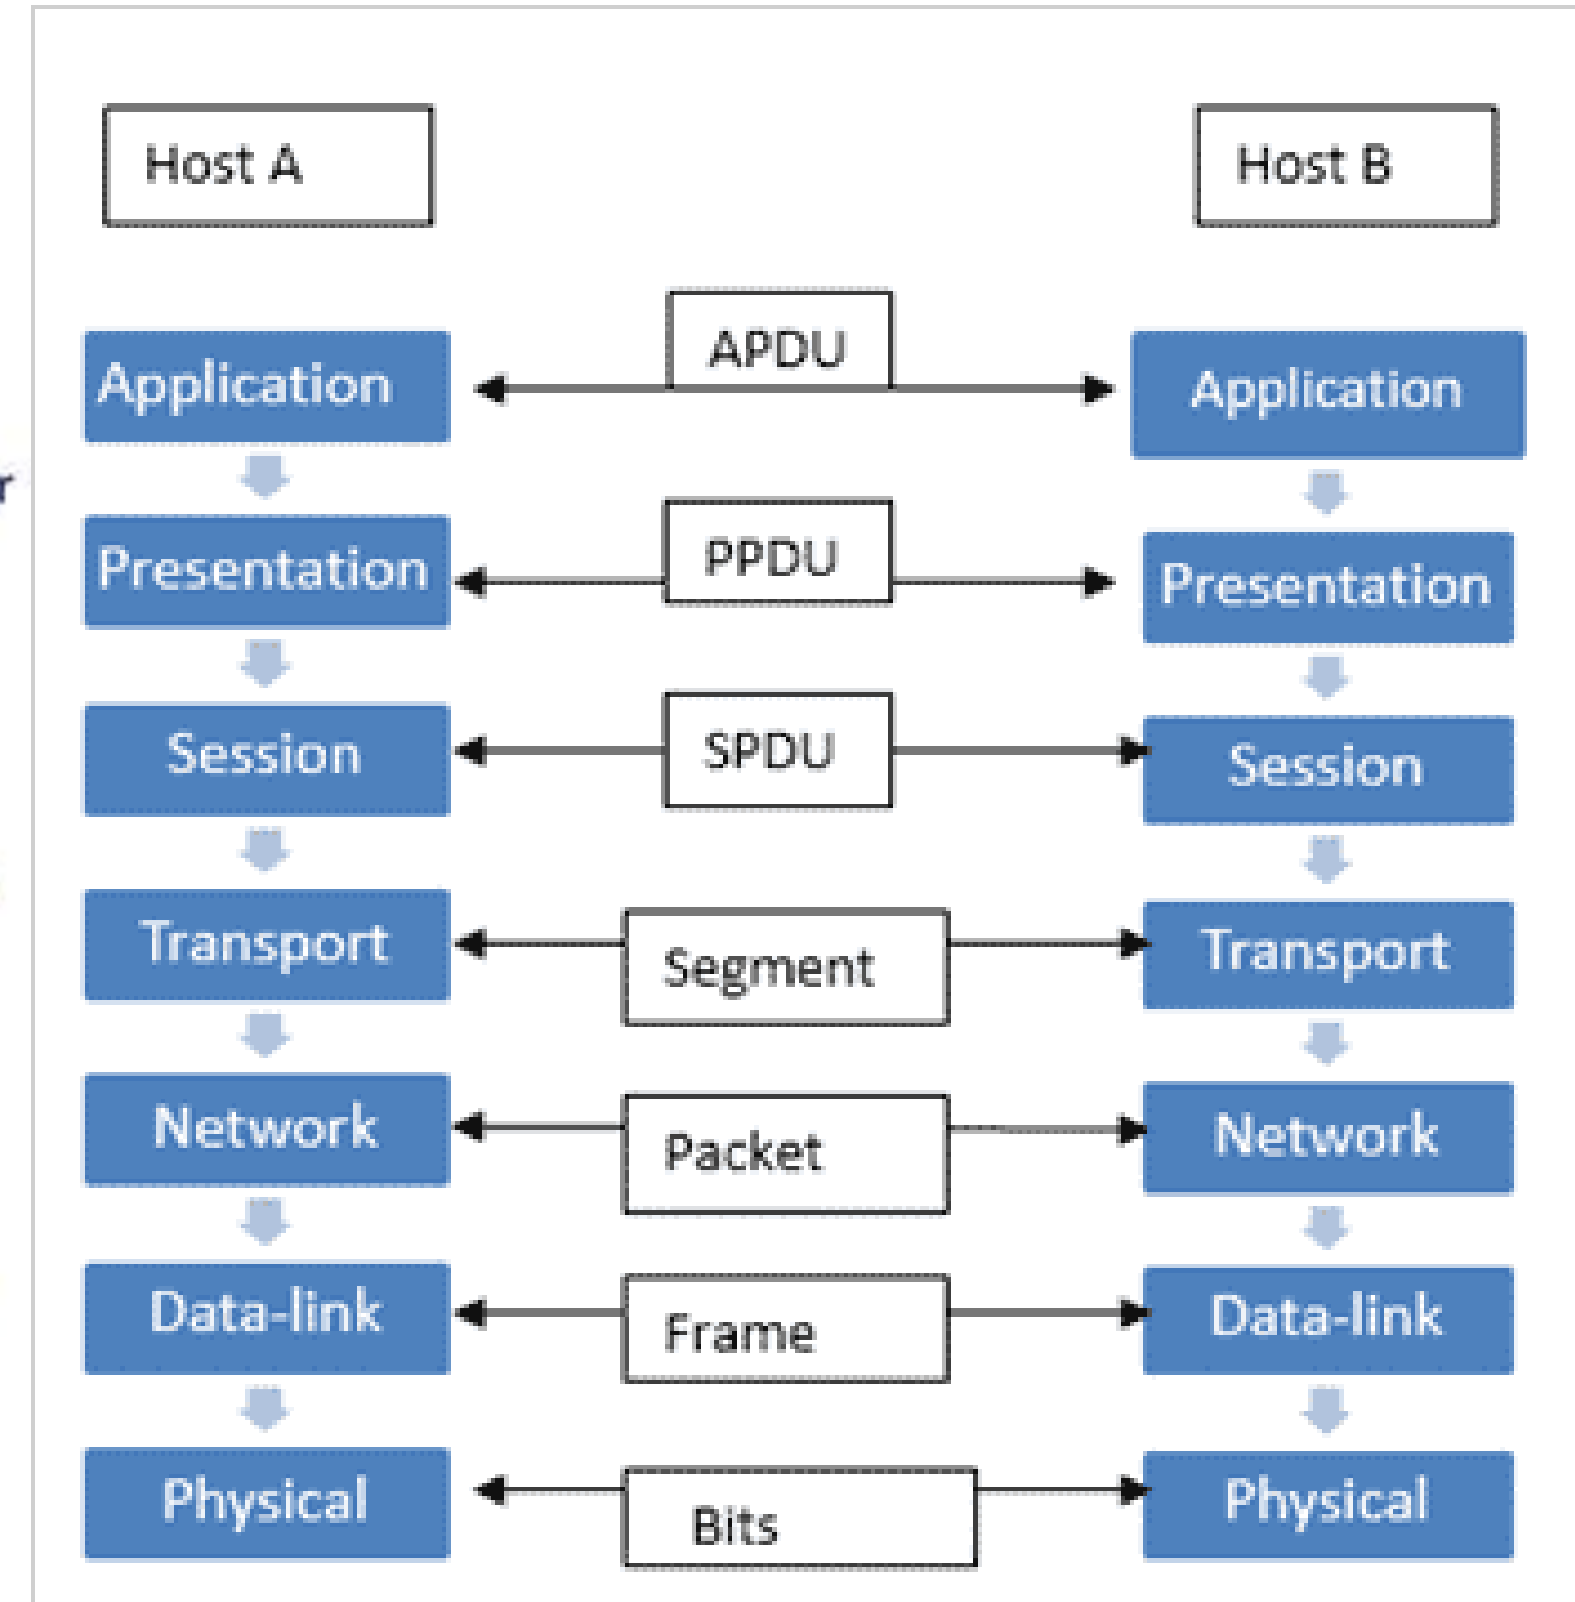 Host A
Host B
APDU
Application
Application
PPDU
Presentation
Presentation
SPDU
Session
Session
Transport
Segment
Transport
Network
Packet
Network
Data-link
Frame
Data-link
Physical
Bits
Physical